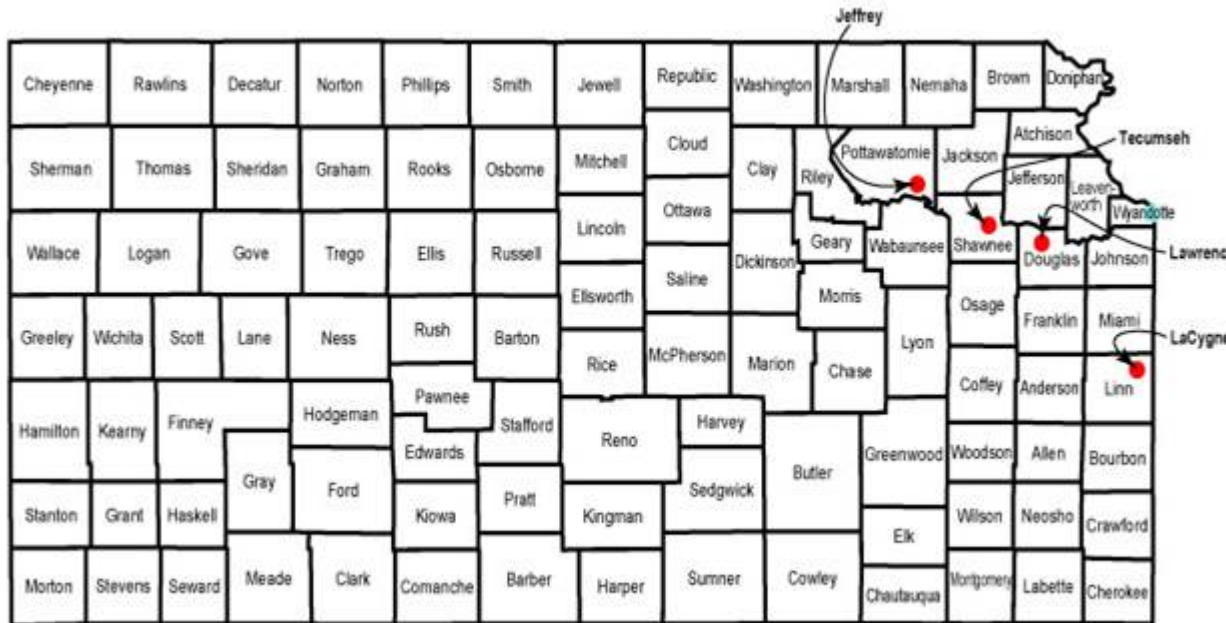 Jeffrey
Cheyenne Rawlins Decatur Norton Phillips Smith Jewell Republic Washington Marshall Nemaha Brown Doniphan
Sherman Thomas Sheridan Graham Rooks Osborne Mitchell Cloud Clay Riley Pottawatomie Jackson Atchison Tecumseh
Jefferson Leaven-
worth
Wyandotte
Wallace Logan Gove Trego Ellis Russell Lincoln Ottawa Dickinson Geary Wabaunsee Shawnee Douglas Johnson Lawrenc
Ellsworth Saline Morris Osage Franklin Miami
Greeley Wichita Scott Lane Ness Rush Barton Rice McPherson Marion Chase Lyon Coffey Anderson Linn LaCygne
Hamilton Kearny Finney Hodgeman Pawnee Stafford Reno Harvey Butler Greenwood Woodson Allen Bourbon
Edwards
Gray Ford Pratt Sedgwick
Stanton Grant Haskell Kiowa Kingman Elk Wilson Neosho Crawford
Morton Stevens Seward Meade Clark Comanche Barber Harper Sumner Cowley Chautauqua Montgomery Labette Cherokee